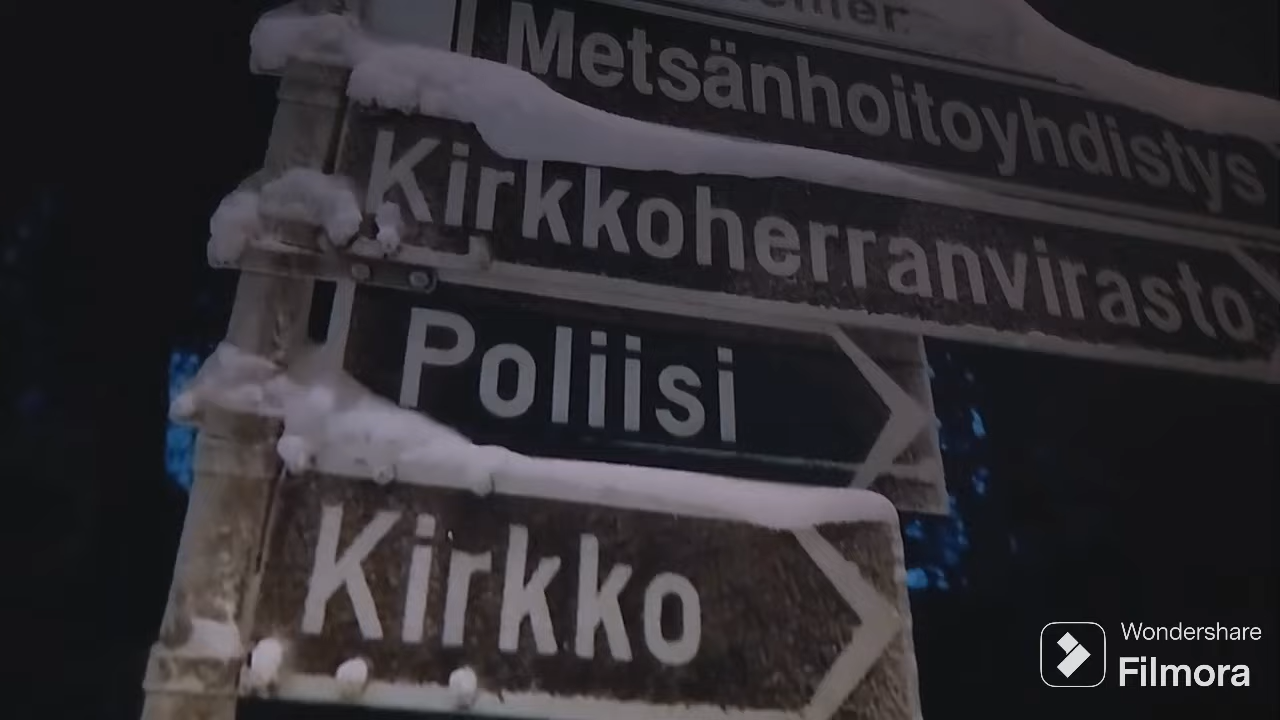 Metsänhoitoyhdistys
Kirkkoherranvirasto
Poliisi
Kirkko
Wondershare
Filmora